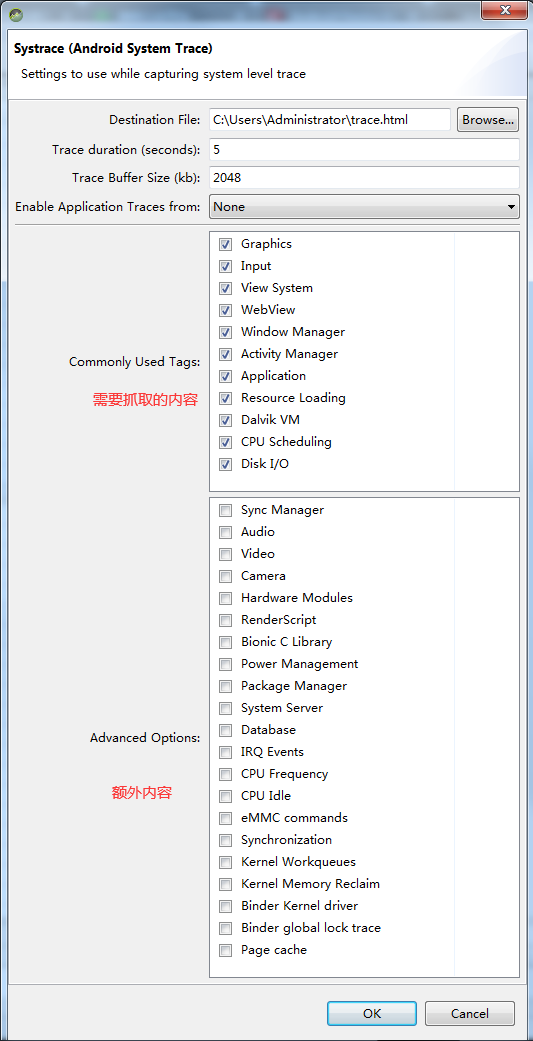 Systrace (Android System Trace)
Settings to use while capturing system level trace
Destination File: C:\Users\Administrator\trace.html Browse...
Trace duration (seconds): 5
Trace Buffer Size (kb): 2048
Enable Application Traces from: None
Commonly Used Tags:
需要抓取的内容
Graphics
Input
View System
WebView
Window Manager
Activity Manager
Application
Resource Loading
Dalvik VM
CPU Scheduling
Disk I/O
Advanced Options:
额外内容
Sync Manager
Audio
Video
Camera
Hardware Modules
RenderScript
Bionic C Library
Power Management
Package Manager
System Server
Database
IRQ Events
CPU Frequency
CPU Idle
eMMC commands
Synchronization
Kernel Workqueues
Kernel Memory Reclaim
Binder Kernel driver
Binder global lock trace
Page cache
OK Cancel